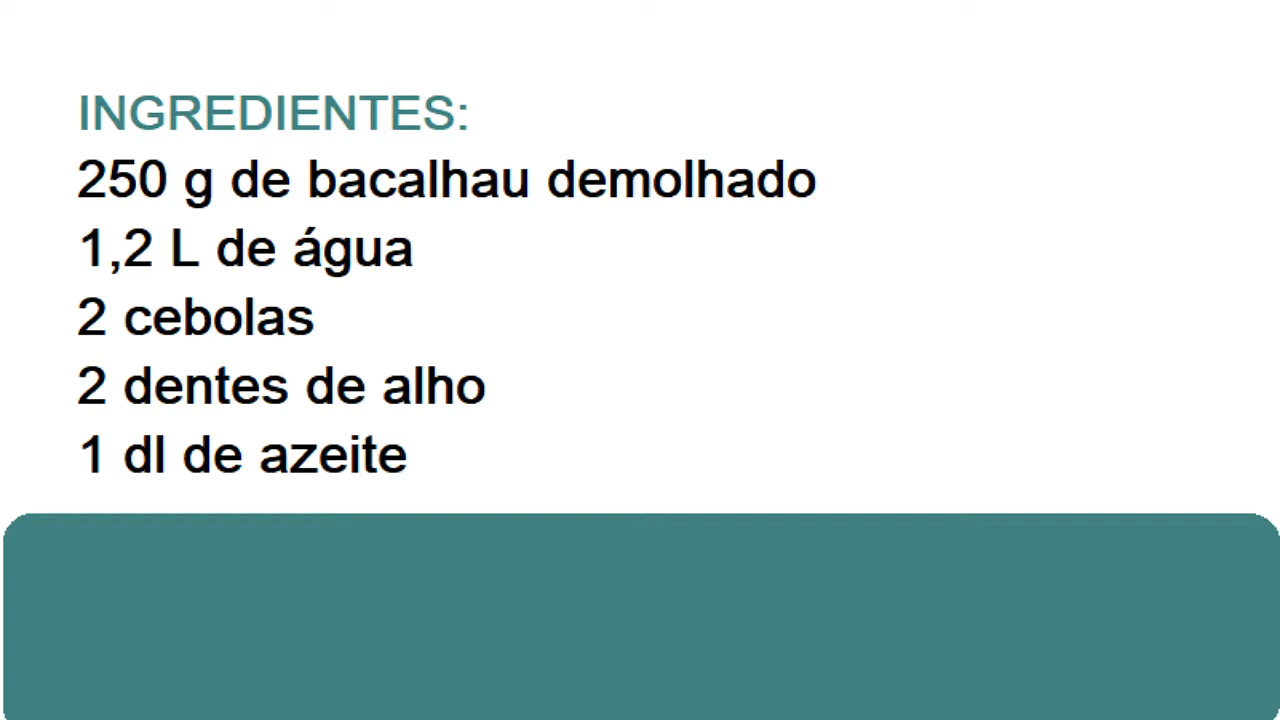 INGREDIENTES:
250 g de bacalhau demolhado
1,2 L de água
2 cebolas
2 dentes de alho
1 dl de azeite